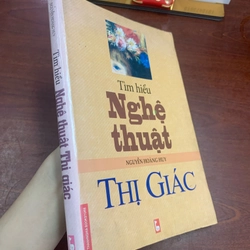 Tìm hiểu
Nghệ
thuật
NGUYỄN HOÀNG HUY
THỊ GIÁC
Tìm hiểu Nghệ thuật Thị giác